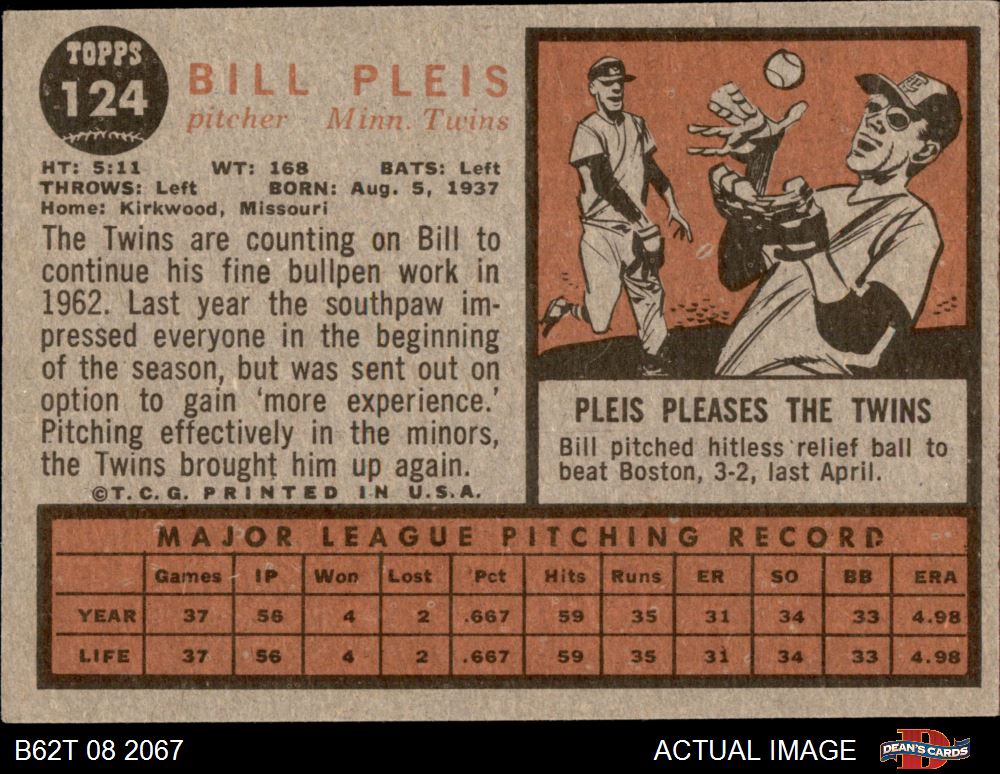 TOPPS
124
BILL PLEIS
pitcher Minn. Twins
HT: 5:11 WT: 168 BATS: Left
THROWS: Left BORN: Aug. 5, 1937
Home: Kirkwood, Missouri
The Twins are counting on Bill to
continue his fine bullpen work in
1962. Last year the southpaw im-
pressed everyone in the beginning
of the season, but was sent out on
option to gain 'more experience.'
Pitching effectively in the minors,
the Twins brought him up again.
©T.C.G. PRINTED IN U.S.A.
TC
PLEIS PLEASES THE TWINS
Bill pitched hitless relief ball to
beat Boston, 3-2, last April.
MAJOR LEAGUE PITCHING RECORD
Games IP Won Lost Pct Hits Runs ER SO BB ERA
YEAR 37 56 4 2 .667 59 35 31 34 33 4.98
LIFE 37 56 4 2 .667 59 35 31 34 33 4.98
B62T 08 2067 ACTUAL IMAGE
DEAN'S CARDS